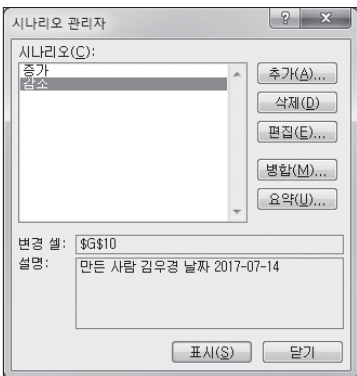 시나리오 관리자
시나리오(C):
증가
감소
추가(A)...
삭제(D)
편집(E)...
병합(M)...
요약(U)...
변경 셀: $G$10
설명: 만든 사람 김우경 날짜 2017-07-14
표시(S)
닫기